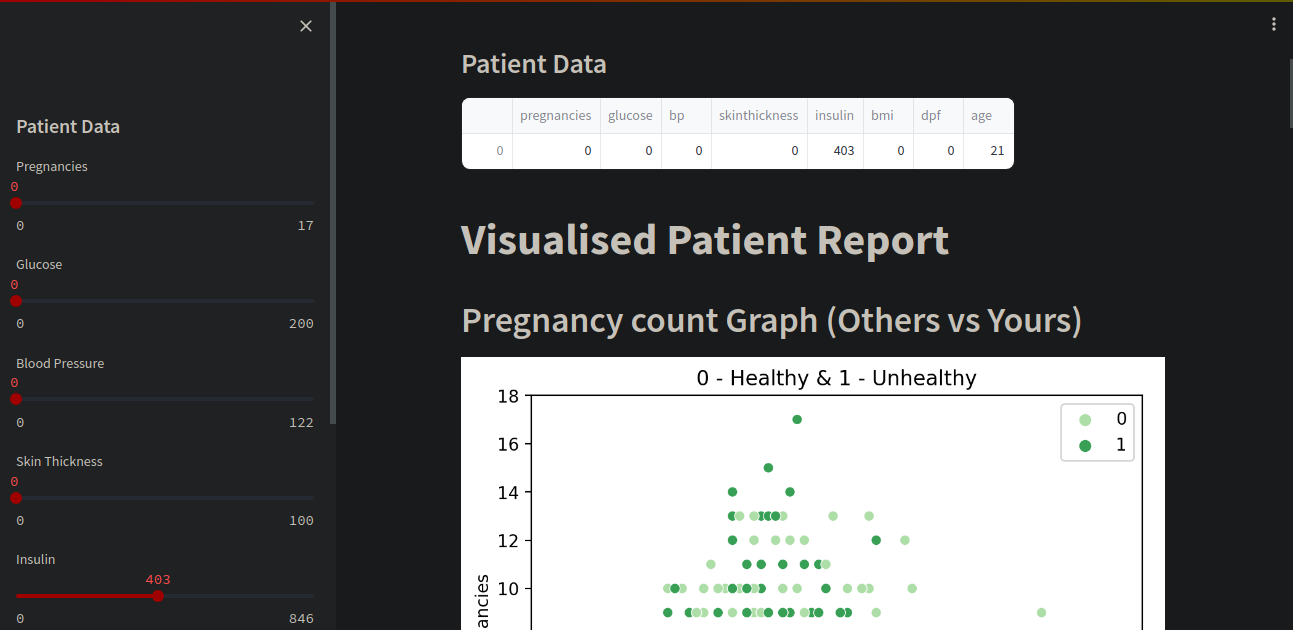 Patient Data
Pregnancies
0
0 17
Glucose
0
0 200
Blood Pressure
0
0 122
Skin Thickness
0
0 100
Insulin
403
0 846
Patient Data
pregnancies glucose bp skinthickness insulin bmi dpf age
0 0 0 0 0 403 0 0 21
Visualised Patient Report
Pregnancy count Graph (Others vs Yours)
0 - Healthy & 1 - Unhealthy
18
16
14
12
10
ancies
0
1